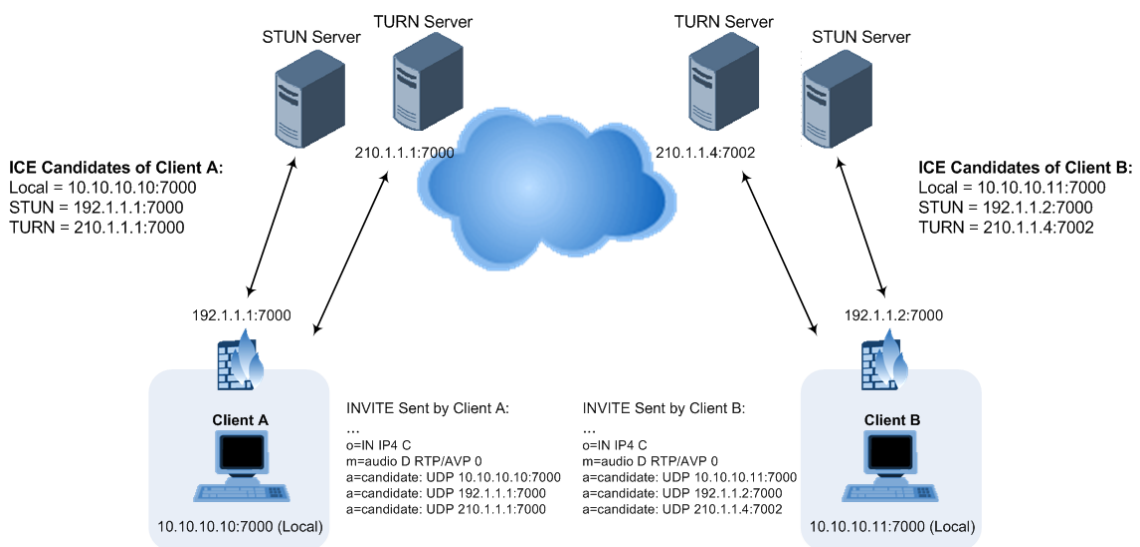 TURN Server
TURN Server
STUN Server
STUN Server
210.1.1.1:7000
210.1.1.4:7002
ICE Candidates of Client A:
Local = 10.10.10.10:7000
STUN = 192.1.1.1:7000
TURN = 210.1.1.1:7000
ICE Candidates of Client B:
Local = 10.10.10.11:7000
STUN = 192.1.1.2:7000
TURN = 210.1.1.4:7002
192.1.1.1:7000
192.1.1.2:7000
Client A
10.10.10.10:7000 (Local)
INVITE Sent by Client A:
...
o=IN IP4 C
m=audio D RTP/AVP 0
a=candidate: UDP 10.10.10.10:7000
a=candidate: UDP 192.1.1.1:7000
a=candidate: UDP 210.1.1.1:7000
INVITE Sent by Client B:
...
o=IN IP4 C
m=audio D RTP/AVP 0
a=candidate: UDP 10.10.10.11:7000
a=candidate: UDP 192.1.1.2:7000
a=candidate: UDP 210.1.1.4:7002
Client B
10.10.10.11:7000 (Local)